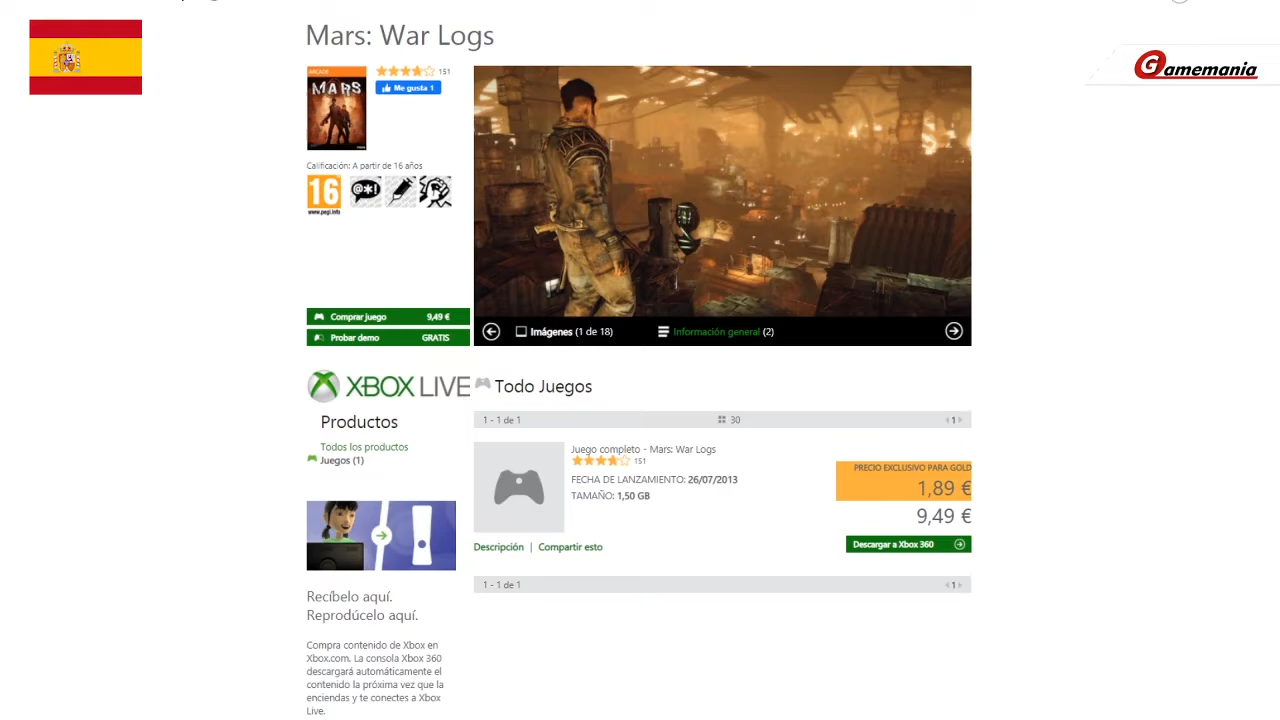 Mars: War Logs
Gamemania
ARCADE
MARS
151
Me gusta 1
Calificación: A partir de 16 años
16
www.pegi.info
@*!
Comprar juego 9,49 €
Probar demo GRATIS
Imágenes (1 de 18)
Información general (2)
XBOX LIVE
Todo Juegos
Productos
Todos los productos
Juegos (1)
1 - 1 de 1
30
1
Juego completo - Mars: War Logs
151
FECHA DE LANZAMIENTO: 26/07/2013
TAMAÑO: 1,50 GB
PRECIO EXCLUSIVO PARA GOLD
1,89 €
9,49 €
Descargar a Xbox 360
Descripción | Compartir esto
1 - 1 de 1
1
Recíbelo aquí.
Reprodúcelo aquí.
Compra contenido de Xbox en
Xbox.com. La consola Xbox 360
descargará automáticamente el
contenido la próxima vez que la
enciendas y te conectes a Xbox
Live.